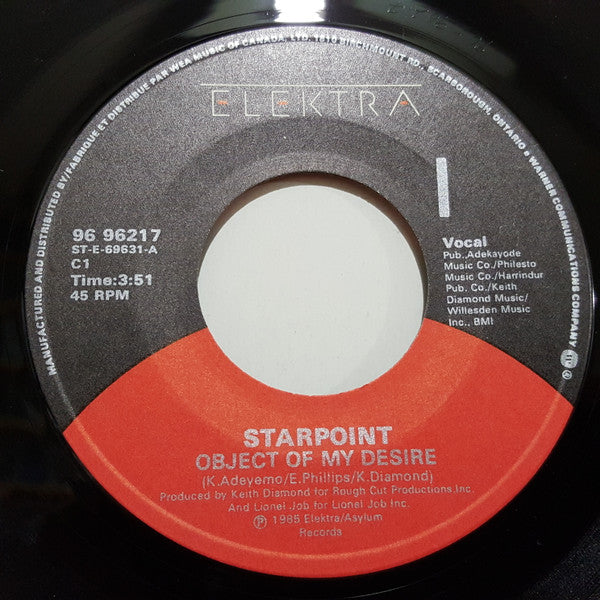 MANUFACTURED AND DISTRIBUTED BY/FABRIQUE ET DISTRIBUE PAR WEA MUSIC OF CANADA, LTD. 1810 BIRCHMOUNT RD., SCARBOROUGH, ONTARIO • A WARNER COMMUNICATIONS COMPANY
ELEKTRA
96 96217
ST-E-69631-A
C1
Time:3:51
45 RPM
Vocal
Pub.,Adekayode
Music Co./Philesto
Music Co./Harrindur
Pub. Co./Keith
Diamond Music/
Willesden Music
Inc., BMI
STARPOINT
OBJECT OF MY DESIRE
(K.Adeyemo/E.Phillips/K.Diamond)
Produced by Keith Diamond for Rough Cut Productions,Inc.
And Lionel Job for Lionel Job Inc.
Ⓟ 1985 Elektra/Asylum
Records